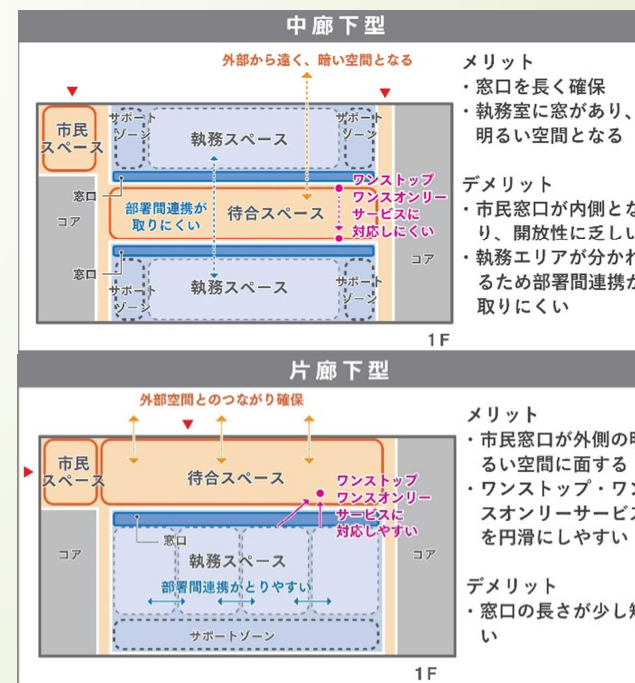 中廊下型
外部から遠く、暗い空間となる
市民
スペース
サポート
ゾーン
執務スペース
サポート
ゾーン
窓口
コア
部署間連携が
取りにくい
待合スペース
ワンストップ
ワンスオンリー
サービスに
対応しにくい
窓口
コア
サポート
ゾーン
執務スペース
サポート
ゾーン
1F
メリット
・窓口を長く確保
・執務室に窓があり、
明るい空間となる
デメリット
・市民窓口が内側とな
り、開放性に乏しい
・執務エリアが分かれ
るため部署間連携が
取りにくい
片廊下型
外部空間とのつながり確保
市民
スペース
待合スペース
ワンストップ
ワンスオンリー
サービスに
対応しやすい
窓口
コア
執務スペース
コア
部署間連携がとりやすい
サポートゾーン
1F
メリット
・市民窓口が外側の明
るい空間に面する
・ワンストップ・ワン
スオンリーサービス
を円滑にしやすい
デメリット
・窓口の長さが少し短
い